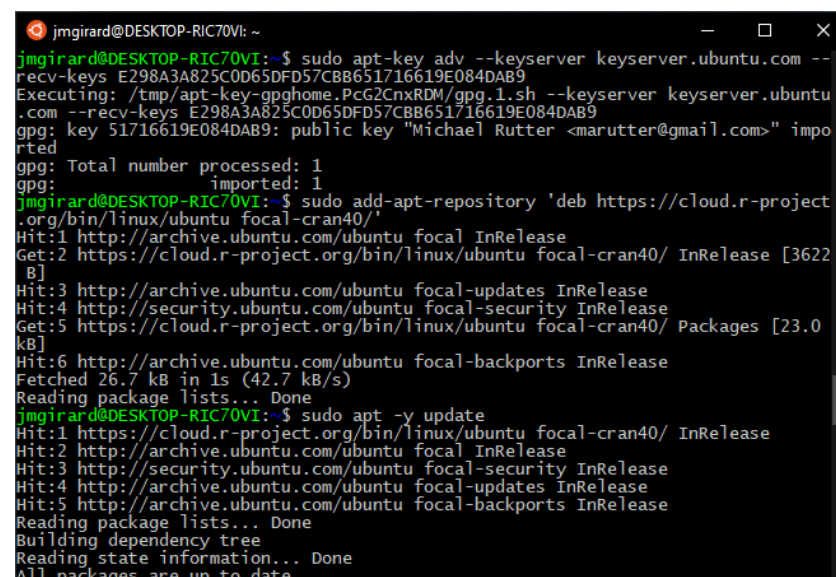 jmgirard@DESKTOP-RIC70VI: ~
jmgirard@DESKTOP-RIC70VI:~$ sudo apt-key adv --keyserver keyserver.ubuntu.com --
recv-keys E298A3A825C0D65DFD57CBB651716619E084DAB9
Executing: /tmp/apt-key-gpghome.PcG2CnxRDM/gpg.1.sh --keyserver keyserver.ubuntu
.com --recv-keys E298A3A825C0D65DFD57CBB651716619E084DAB9
gpg: key 51716619E084DAB9: public key "Michael Rutter <marutter@gmail.com>" impo
rted
gpg: Total number processed: 1
gpg:               imported: 1
jmgirard@DESKTOP-RIC70VI:~$ sudo add-apt-repository 'deb https://cloud.r-project
.org/bin/linux/ubuntu focal-cran40/'
Hit:1 http://archive.ubuntu.com/ubuntu focal InRelease
Get:2 https://cloud.r-project.org/bin/linux/ubuntu focal-cran40/ InRelease [3622
 B]
Hit:3 http://archive.ubuntu.com/ubuntu focal-updates InRelease
Hit:4 http://security.ubuntu.com/ubuntu focal-security InRelease
Get:5 https://cloud.r-project.org/bin/linux/ubuntu focal-cran40/ Packages [23.0
kB]
Hit:6 http://archive.ubuntu.com/ubuntu focal-backports InRelease
Fetched 26.7 kB in 1s (42.7 kB/s)
Reading package lists... Done
jmgirard@DESKTOP-RIC70VI:~$ sudo apt -y update
Hit:1 https://cloud.r-project.org/bin/linux/ubuntu focal-cran40/ InRelease
Hit:2 http://archive.ubuntu.com/ubuntu focal InRelease
Hit:3 http://security.ubuntu.com/ubuntu focal-security InRelease
Hit:4 http://archive.ubuntu.com/ubuntu focal-updates InRelease
Hit:5 http://archive.ubuntu.com/ubuntu focal-backports InRelease
Reading package lists... Done
Building dependency tree
Reading state information... Done
All packages are up to date.